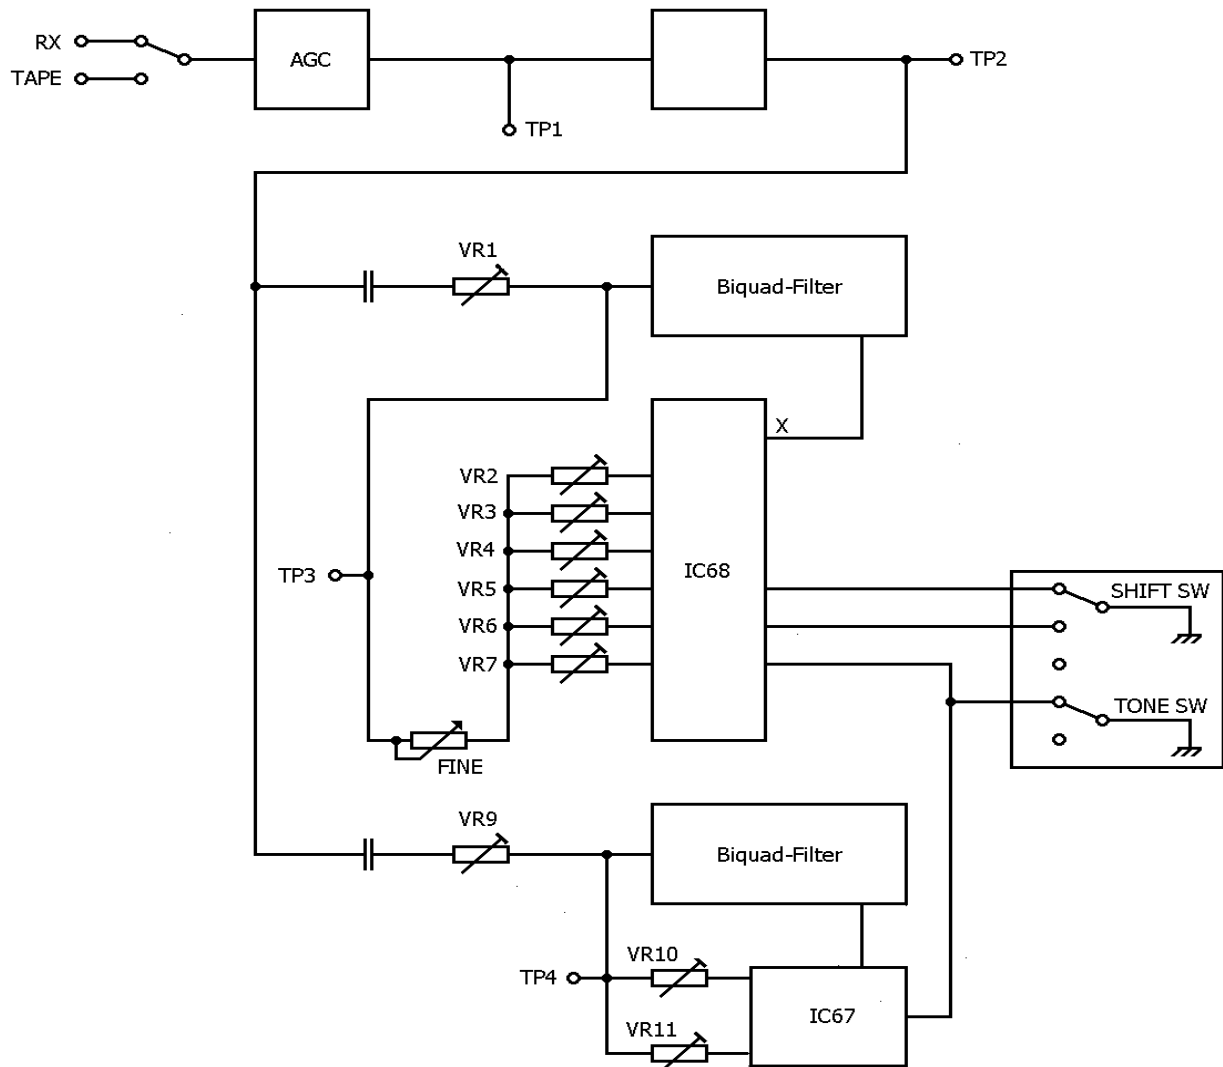 RX
TAPE
AGC
TP1
TP2
VR1
Biquad-Filter
X
VR2
VR3
VR4
VR5
VR6
VR7
TP3
IC68
SHIFT SW
TONE SW
FINE
VR9
Biquad-Filter
VR10
TP4
VR11
IC67